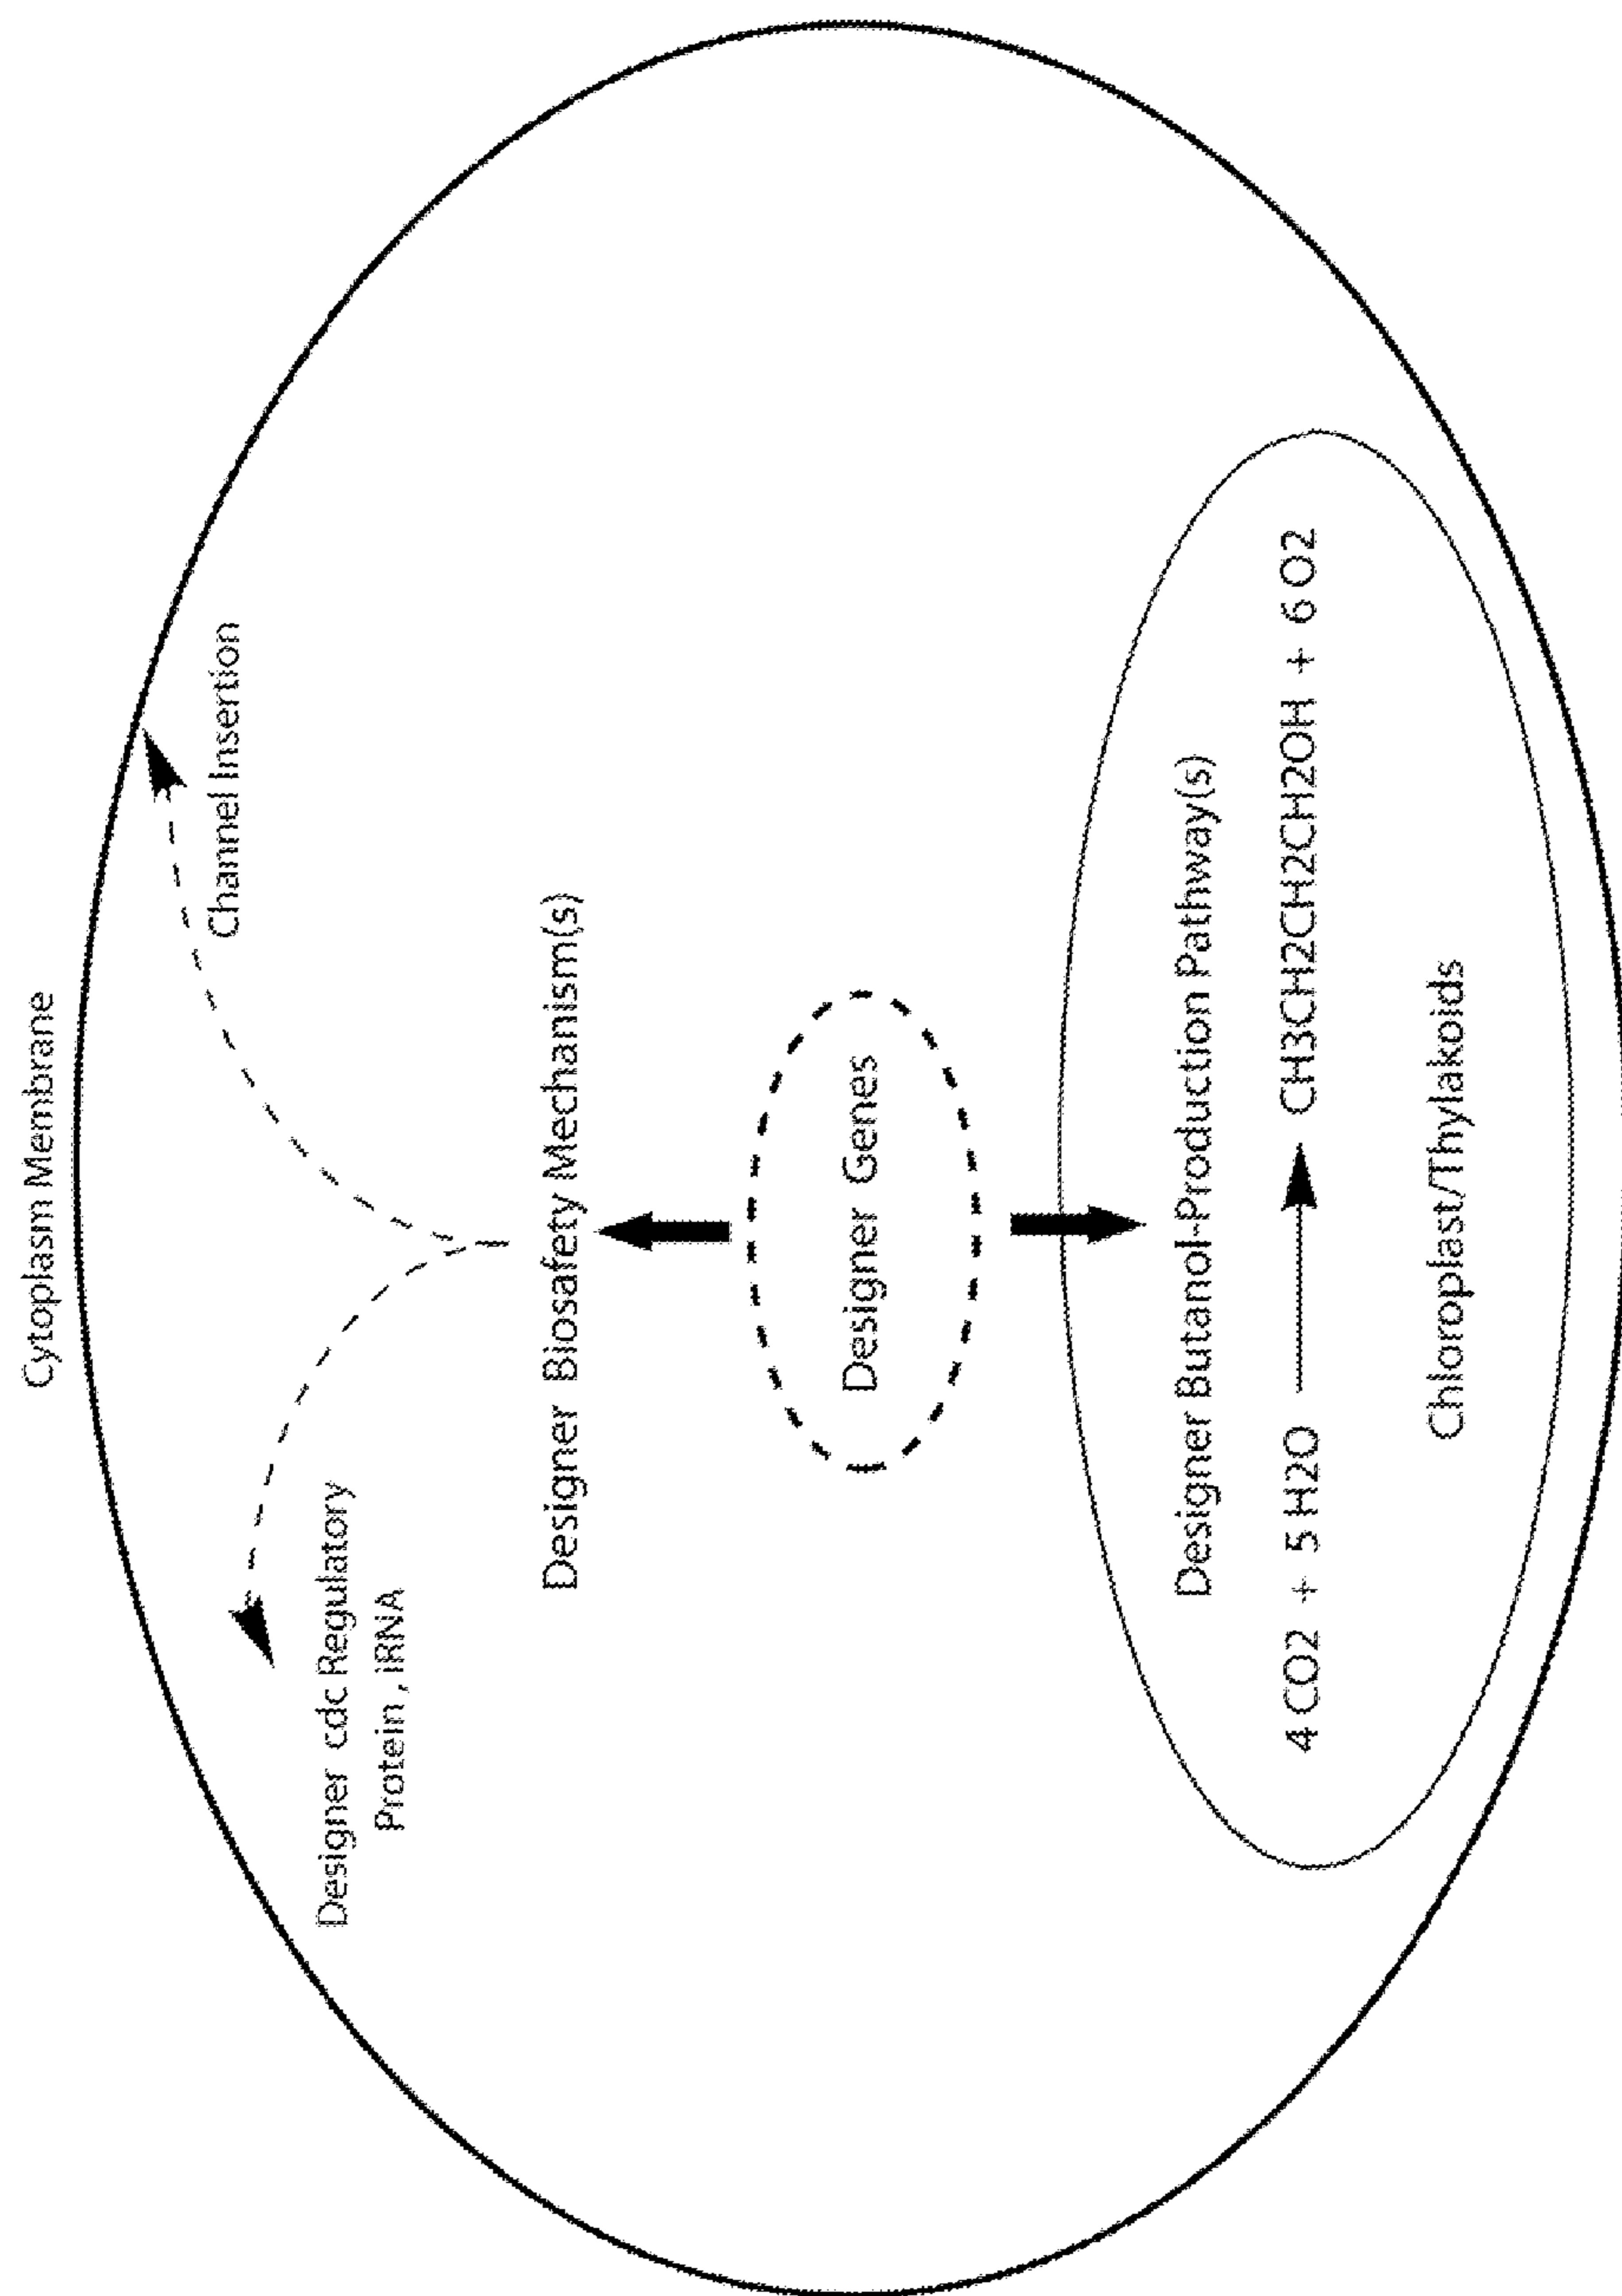 Cytoplasm Membrane
Channel Insertion
Designer cdc Regulatory
Protein, iRNA
Designer Biosafety Mechanism(s)
Designer Genes
Designer Butanol-Production Pathway(s)
4 CO2 + 5 H2O → CH3CH2CH2CH2OH + 6 O2
Chloroplast/Thylakoids